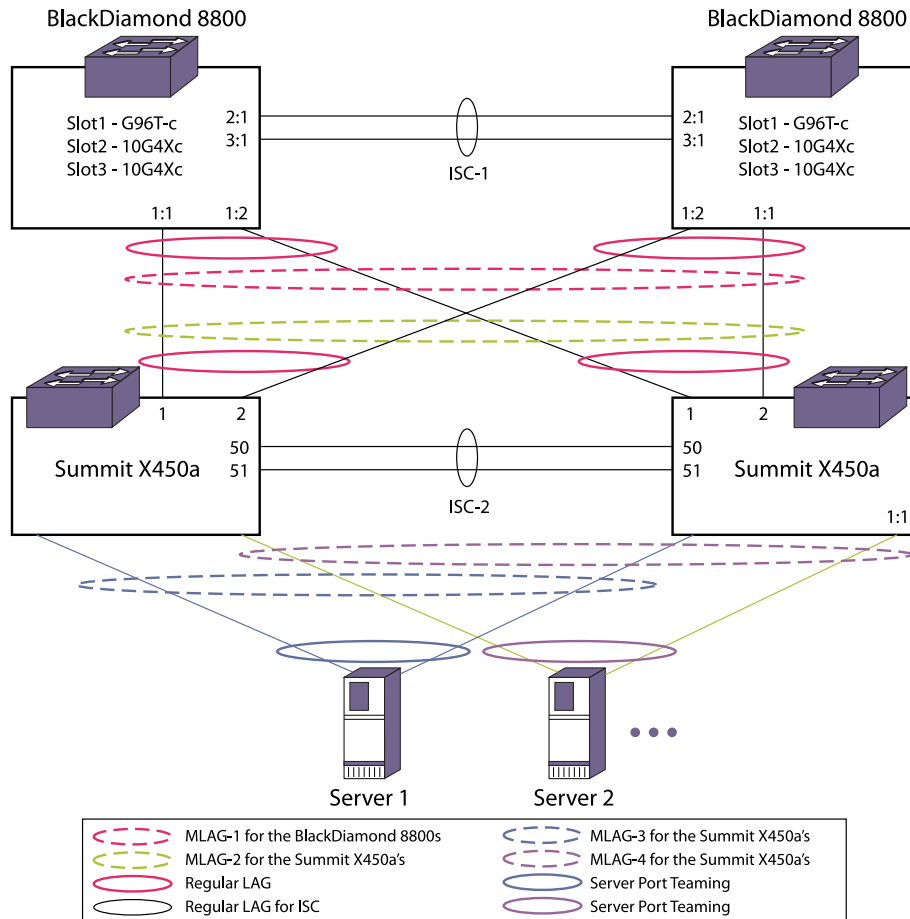 BlackDiamond 8800
BlackDiamond 8800
Slot1 - G96T-c
Slot2 - 10G4Xc
Slot3 - 10G4Xc
2:1
3:1
1:1
1:2
ISC-1
2:1
3:1
Slot1 - G96T-c
Slot2 - 10G4Xc
Slot3 - 10G4Xc
1:2
1:1
1
2
50
51
Summit X450a
ISC-2
1
2
50
51
Summit X450a
1:1
Server 1
Server 2
MLAG-1 for the BlackDiamond 8800s
MLAG-2 for the Summit X450a's
Regular LAG
Regular LAG for ISC
MLAG-3 for the Summit X450a's
MLAG-4 for the Summit X450a's
Server Port Teaming
Server Port Teaming